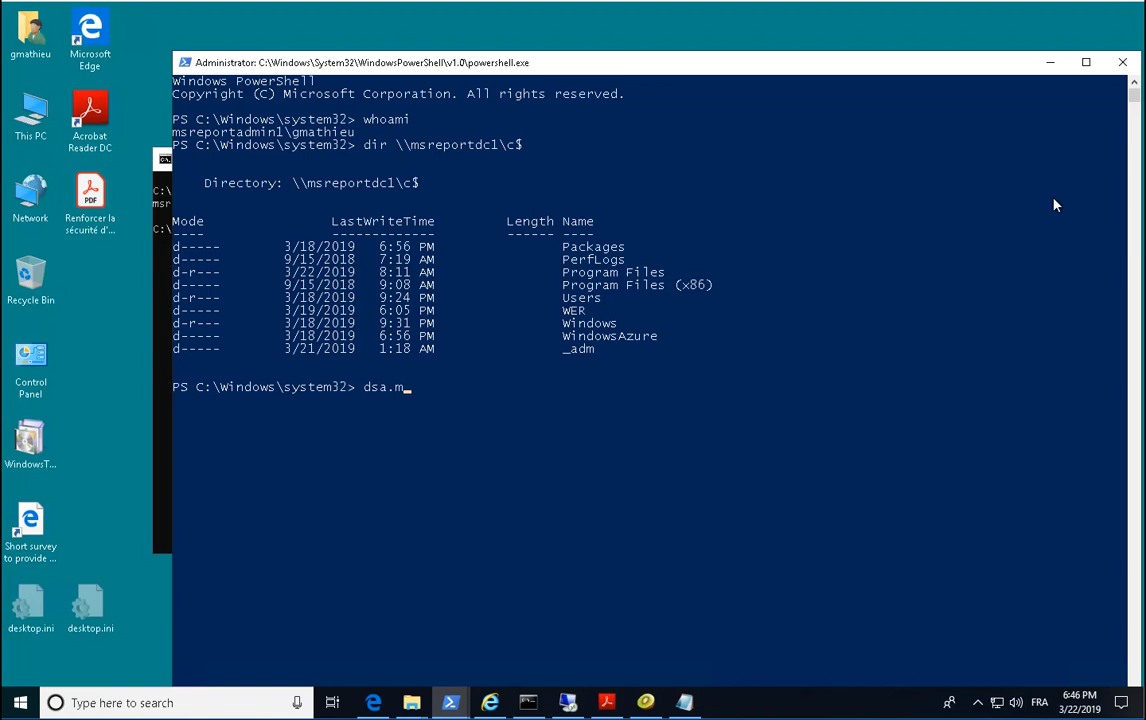 gmathieu
Microsoft
Edge
This PC
Acrobat
Reader DC
Network
Renforcer la
sécurité d'...
Recycle Bin
Control
Panel
WindowsT...
Short survey
to provide ...
desktop.ini
desktop.ini
C:\
msr
C:\
Administrator: C:\Windows\System32\WindowsPowerShell\v1.0\powershell.exe
Windows PowerShell
Copyright (C) Microsoft Corporation. All rights reserved.
PS C:\Windows\system32> whoami
msreportadmin1\gmathieu
PS C:\Windows\system32> dir \\msreportdc1\c$
Directory: \\msreportdc1\c$
Mode LastWriteTime Length Name
---- ------------- ------ ----
d----- 3/18/2019 6:56 PM Packages
d----- 9/15/2018 7:19 AM PerfLogs
d-r--- 3/22/2019 8:11 AM Program Files
d----- 9/15/2018 9:08 AM Program Files (x86)
d-r--- 3/18/2019 9:24 PM Users
d----- 3/19/2019 6:05 PM WER
d-r--- 3/18/2019 9:31 PM Windows
d----- 3/18/2019 6:56 PM WindowsAzure
d----- 3/21/2019 1:18 AM _adm
PS C:\Windows\system32> dsa.m_
Type here to search
FRA
6:46 PM
3/22/2019